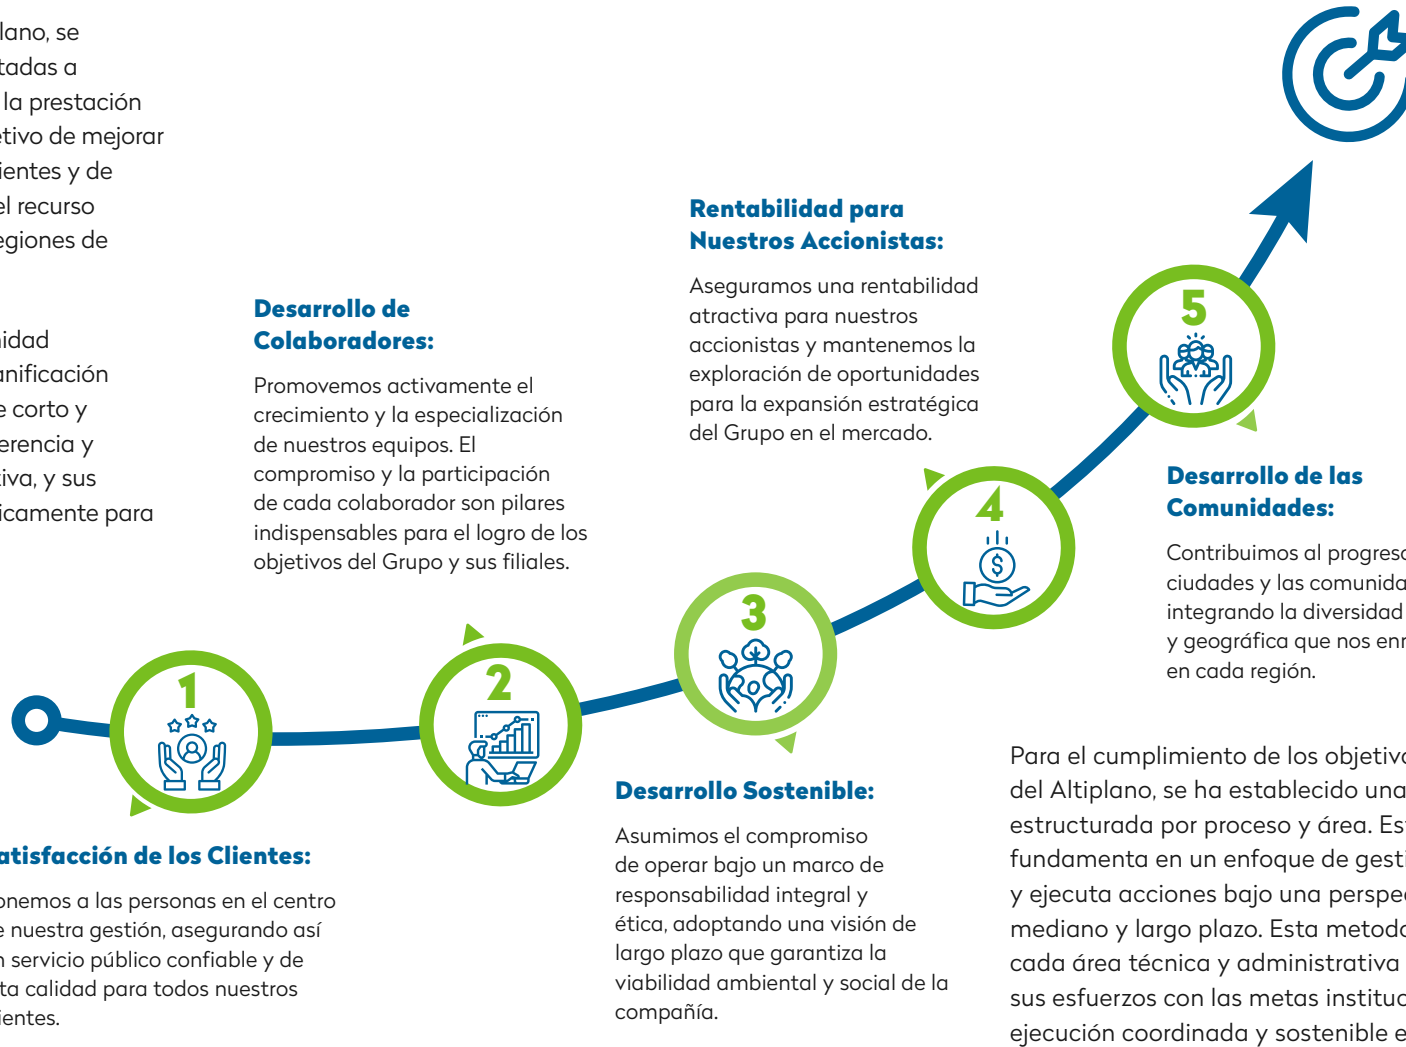 lano, se
tadas a
la prestación
etivo de mejorar
ientes y de
el recurso
egiones de
nidad
anificación
e corto y
erencia y
tiva, y sus
icamente para
Desarrollo de
Colaboradores:
Promovemos activamente el
crecimiento y la especialización
de nuestros equipos. El
compromiso y la participación
de cada colaborador son pilares
indispensables para el logro de los
objetivos del Grupo y sus filiales.
Rentabilidad para
Nuestros Accionistas:
Aseguramos una rentabilidad
atractiva para nuestros
accionistas y mantenemos la
exploración de oportunidades
para la expansión estratégica
del Grupo en el mercado.
1
2
3
4
5
$
atisfacción de los Clientes:
onemos a las personas en el centro
e nuestra gestión, asegurando así
n servicio público confiable y de
ta calidad para todos nuestros
ientes.
Desarrollo Sostenible:
Asumimos el compromiso
de operar bajo un marco de
responsabilidad integral y
ética, adoptando una visión de
largo plazo que garantiza la
viabilidad ambiental y social de la
compañía.
Desarrollo de las
Comunidades:
Contribuimos al progreso
ciudades y las comunida
integrando la diversidad
y geográfica que nos enr
en cada región.
Para el cumplimiento de los objetivo
del Altiplano, se ha establecido una
estructurada por proceso y área. Es
fundamenta en un enfoque de gesti
y ejecuta acciones bajo una perspe
mediano y largo plazo. Esta metodo
cada área técnica y administrativa
sus esfuerzos con las metas instituc
ejecución coordinada y sostenible e